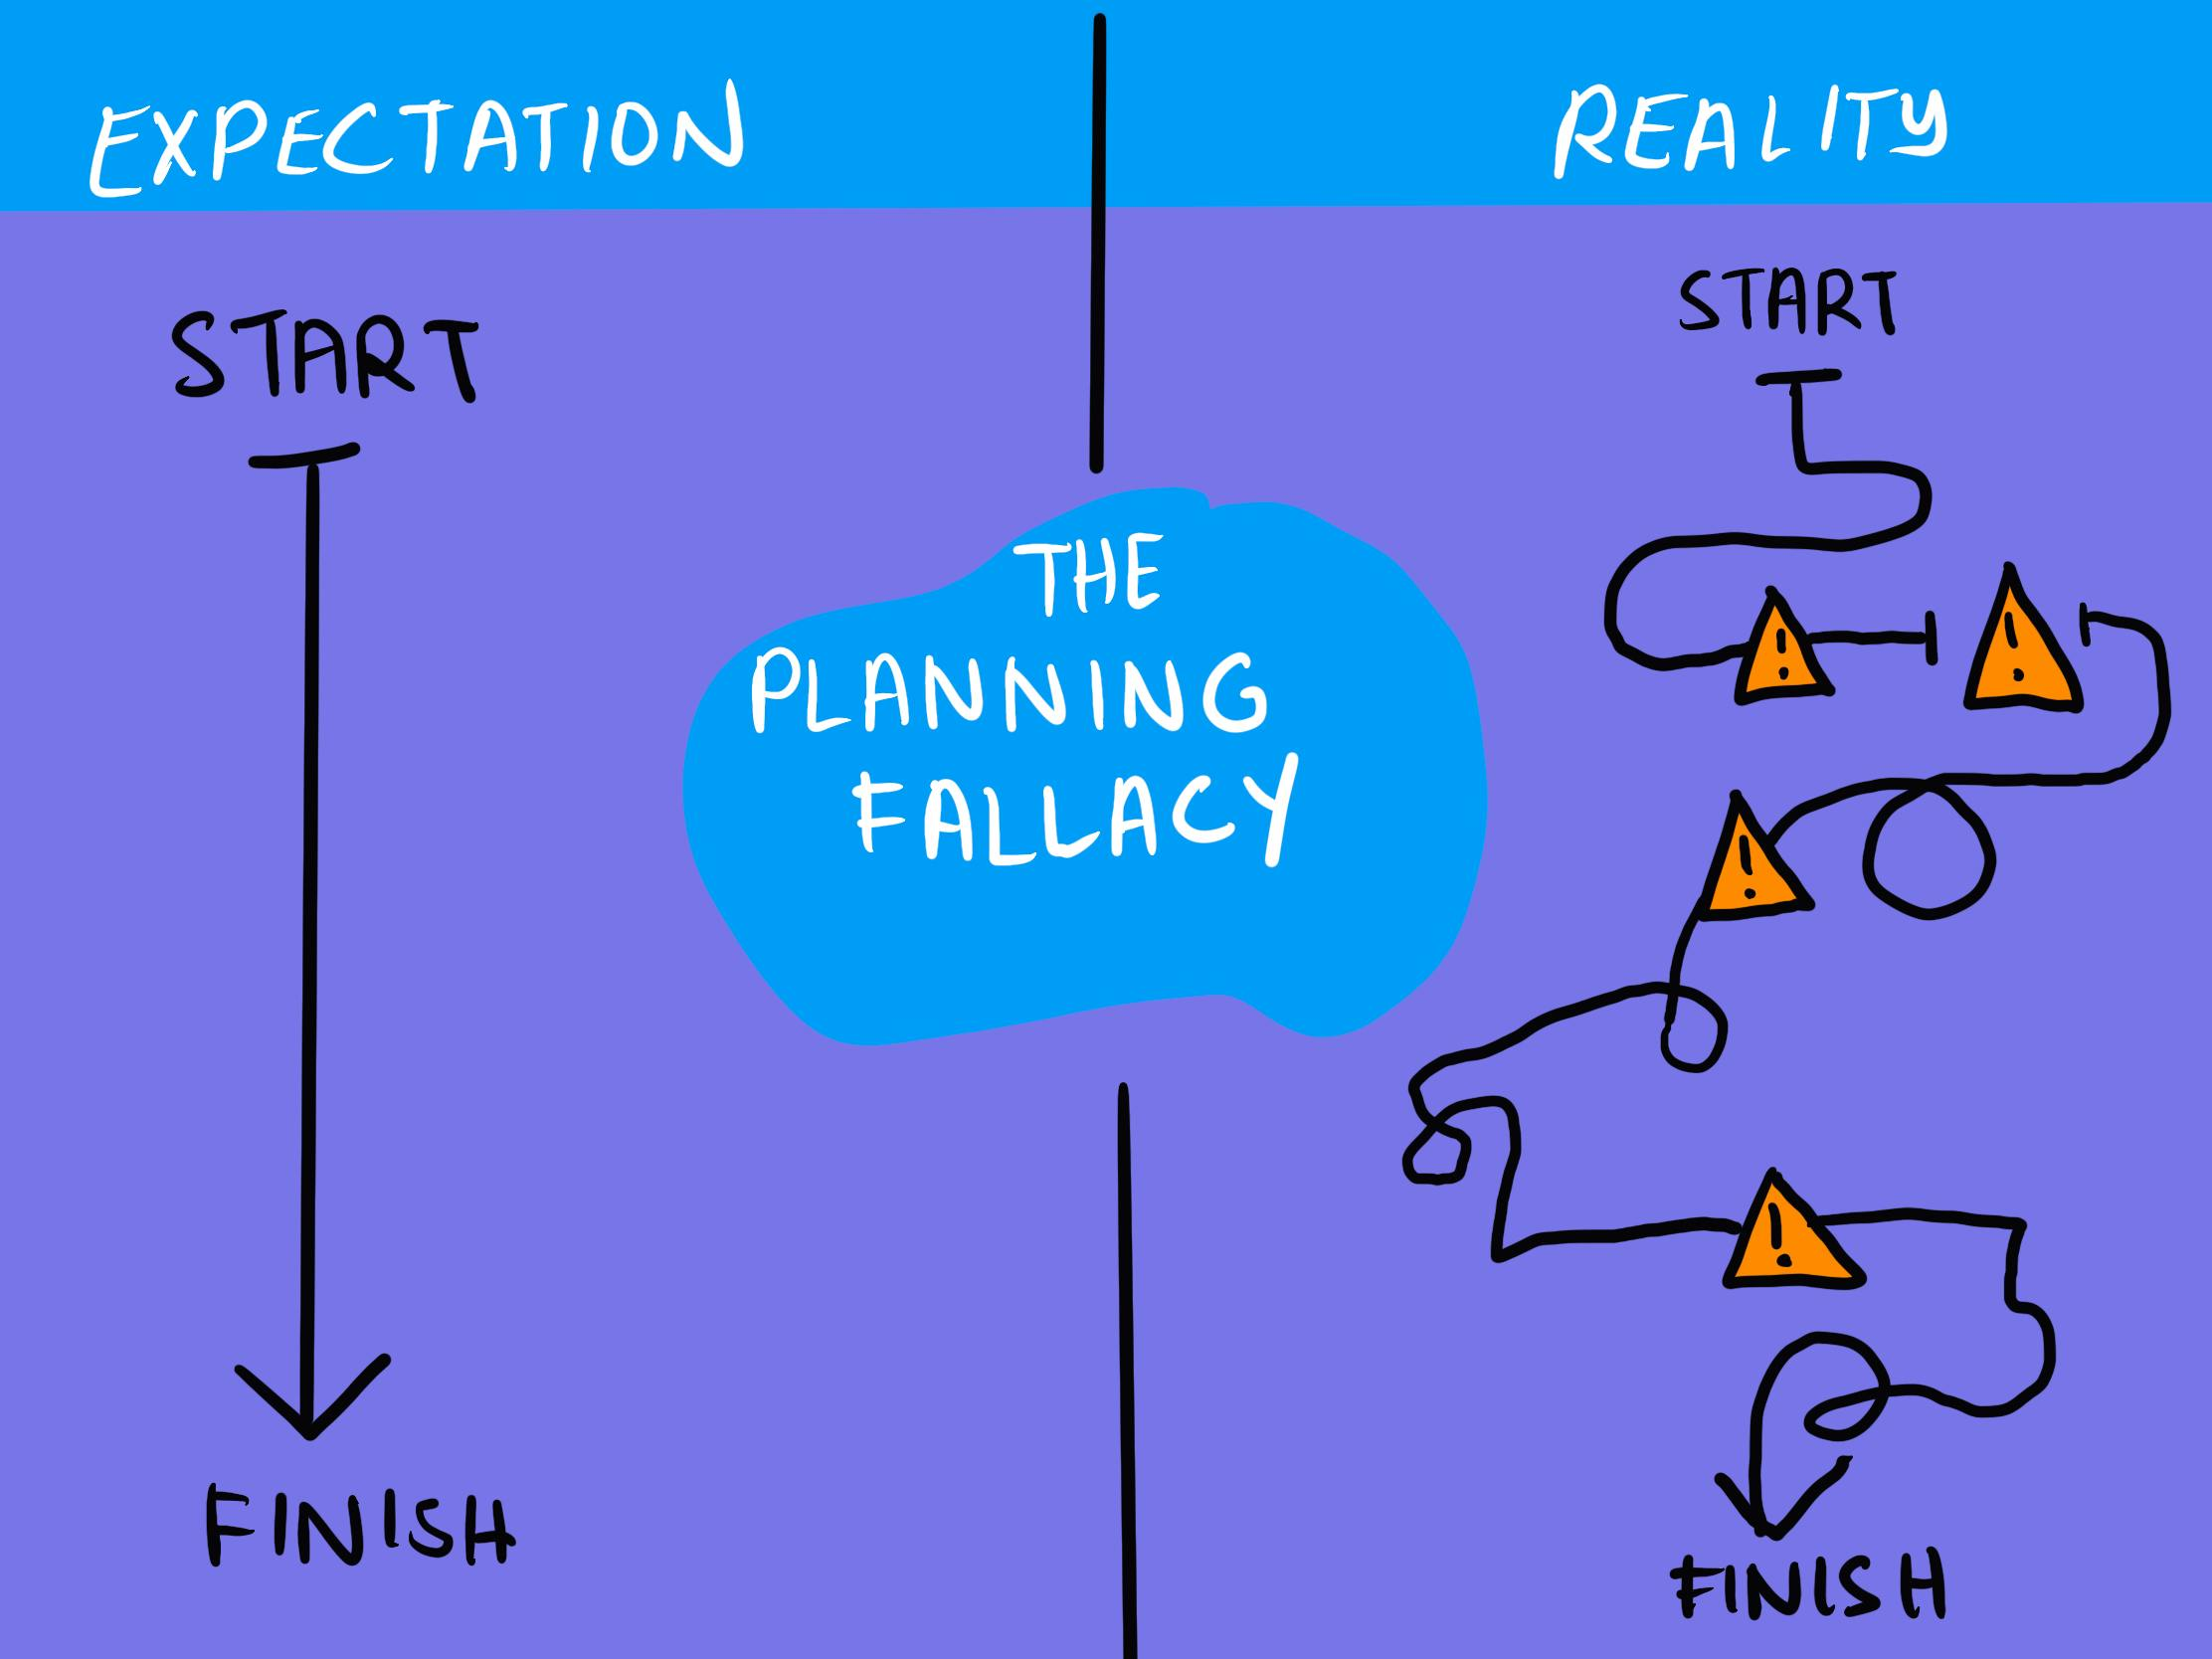 EXPECTATION
REALITY
START
START
THE
PLANNING
FALLACY
!
!
!
!
FINISH
FINISH